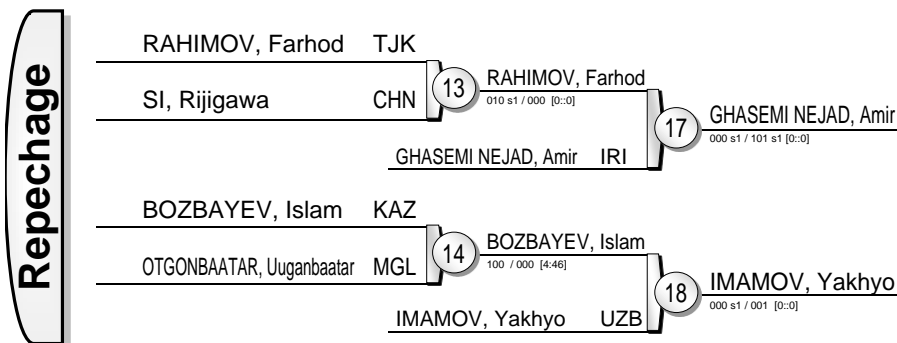 Repechage
RAHIMOV, Farhod TJK
SI, Rijigawa CHN
13
RAHIMOV, Farhod
010 s1 / 000 [0::0]
GHASEMI NEJAD, Amir IRI
17
GHASEMI NEJAD, Amir
000 s1 / 101 s1 [0::0]
BOZBAYEV, Islam KAZ
OTGONBAATAR, Uuganbaatar MGL
14
BOZBAYEV, Islam
100 / 000 [4:46]
IMAMOV, Yakhyo UZB
18
IMAMOV, Yakhyo
000 s1 / 001 [0::0]